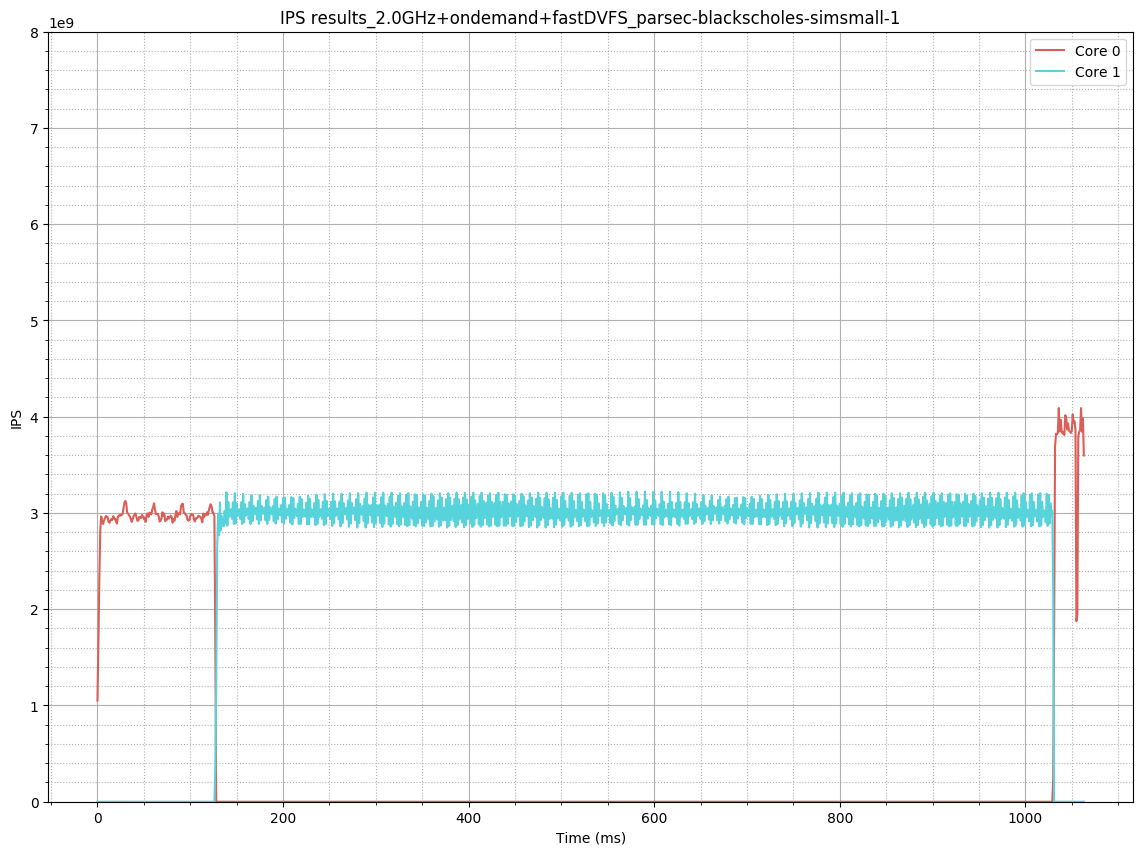 IPS results_2.0GHz+ondemand+fastDVFS_parsec-blackscholes-simsmall-1
1e9
8
7
6
5
4
3
2
1
0
IPS
Core 0
Core 1
0 200 400 600 800 1000
Time (ms)